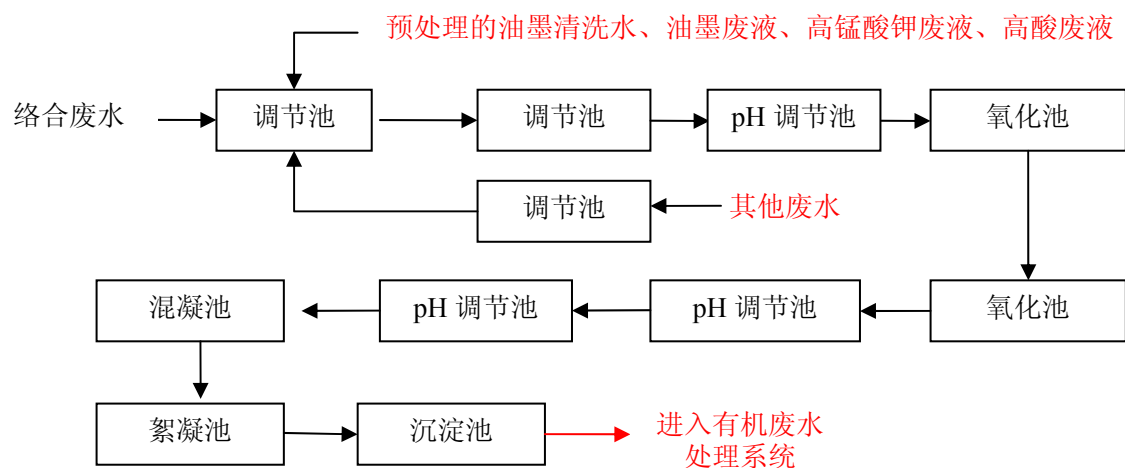 预处理的油墨清洗水、油墨废液、高锰酸钾废液、高酸废液
络合废水
调节池
调节池
pH 调节池
氧化池
调节池
其他废水
混凝池
pH 调节池
pH 调节池
氧化池
絮凝池
沉淀池
进入有机废水
处理系统